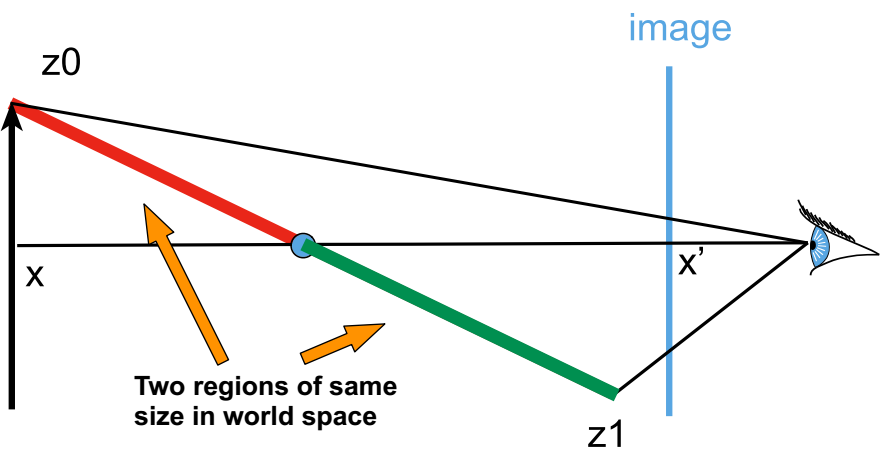 image
z0
x
x’
Two regions of same
size in world space
z1